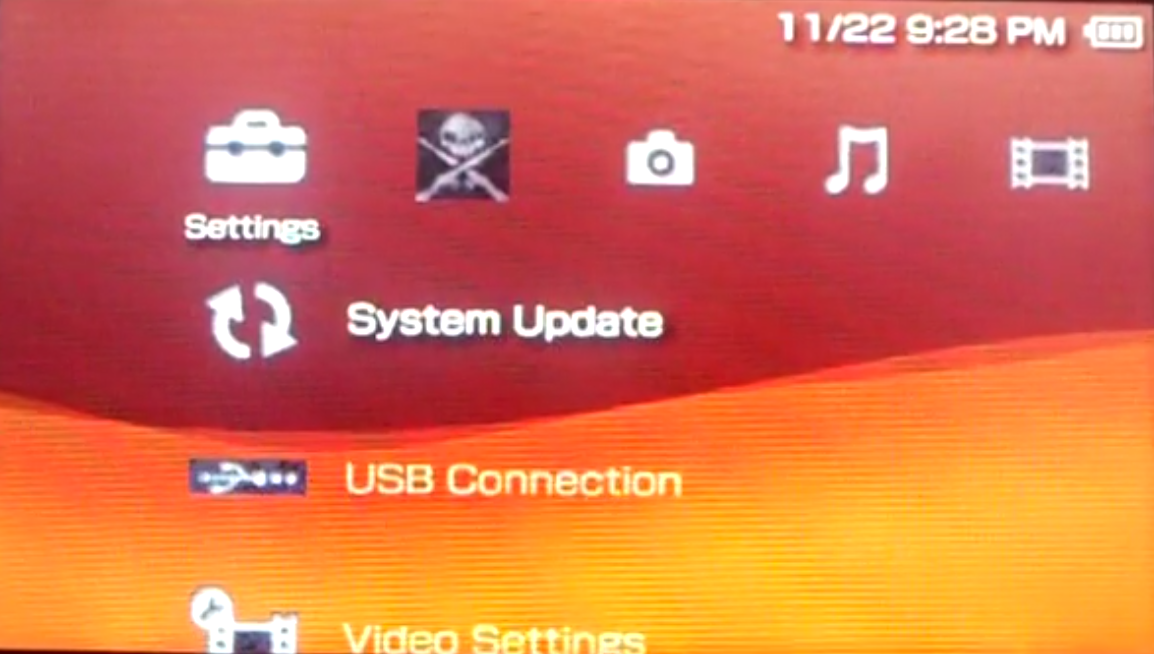 11/22 9:28 PM
Settings
System Update
USB Connection
Video Settings